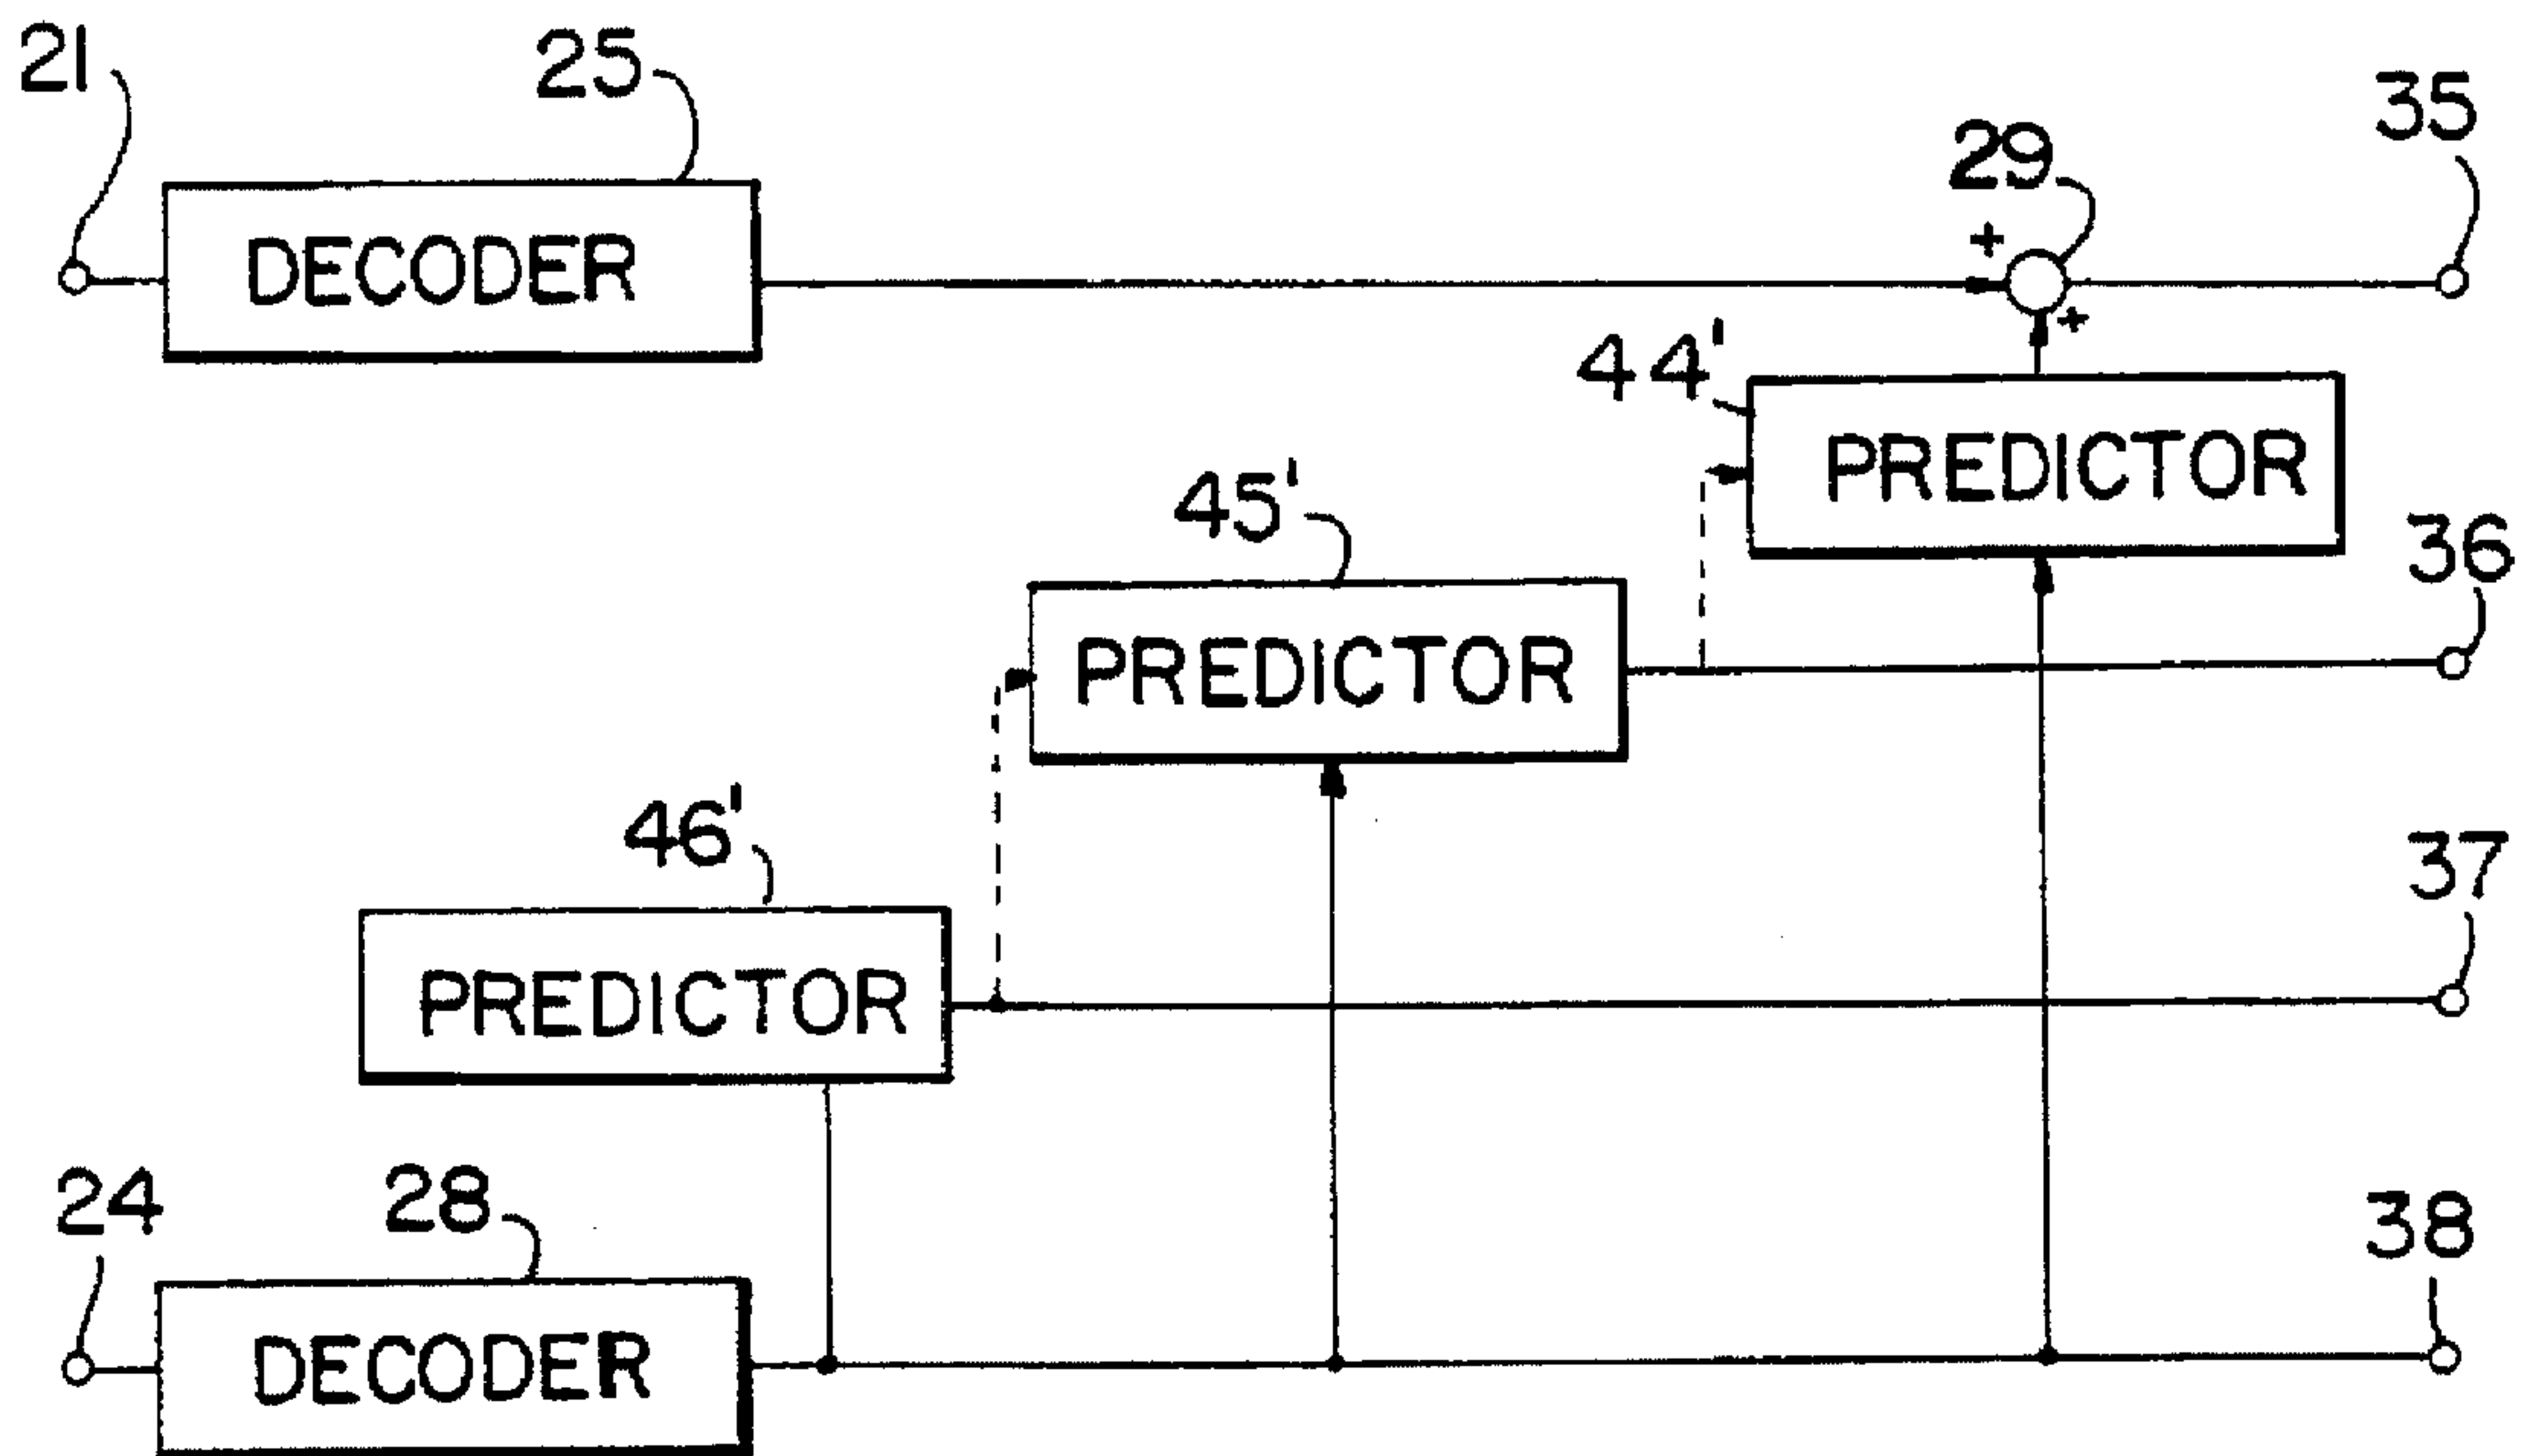 21
25
35
29
DECODER
+
+
44'
PREDICTOR
45'
36
PREDICTOR
46'
37
PREDICTOR
24
28
38
DECODER